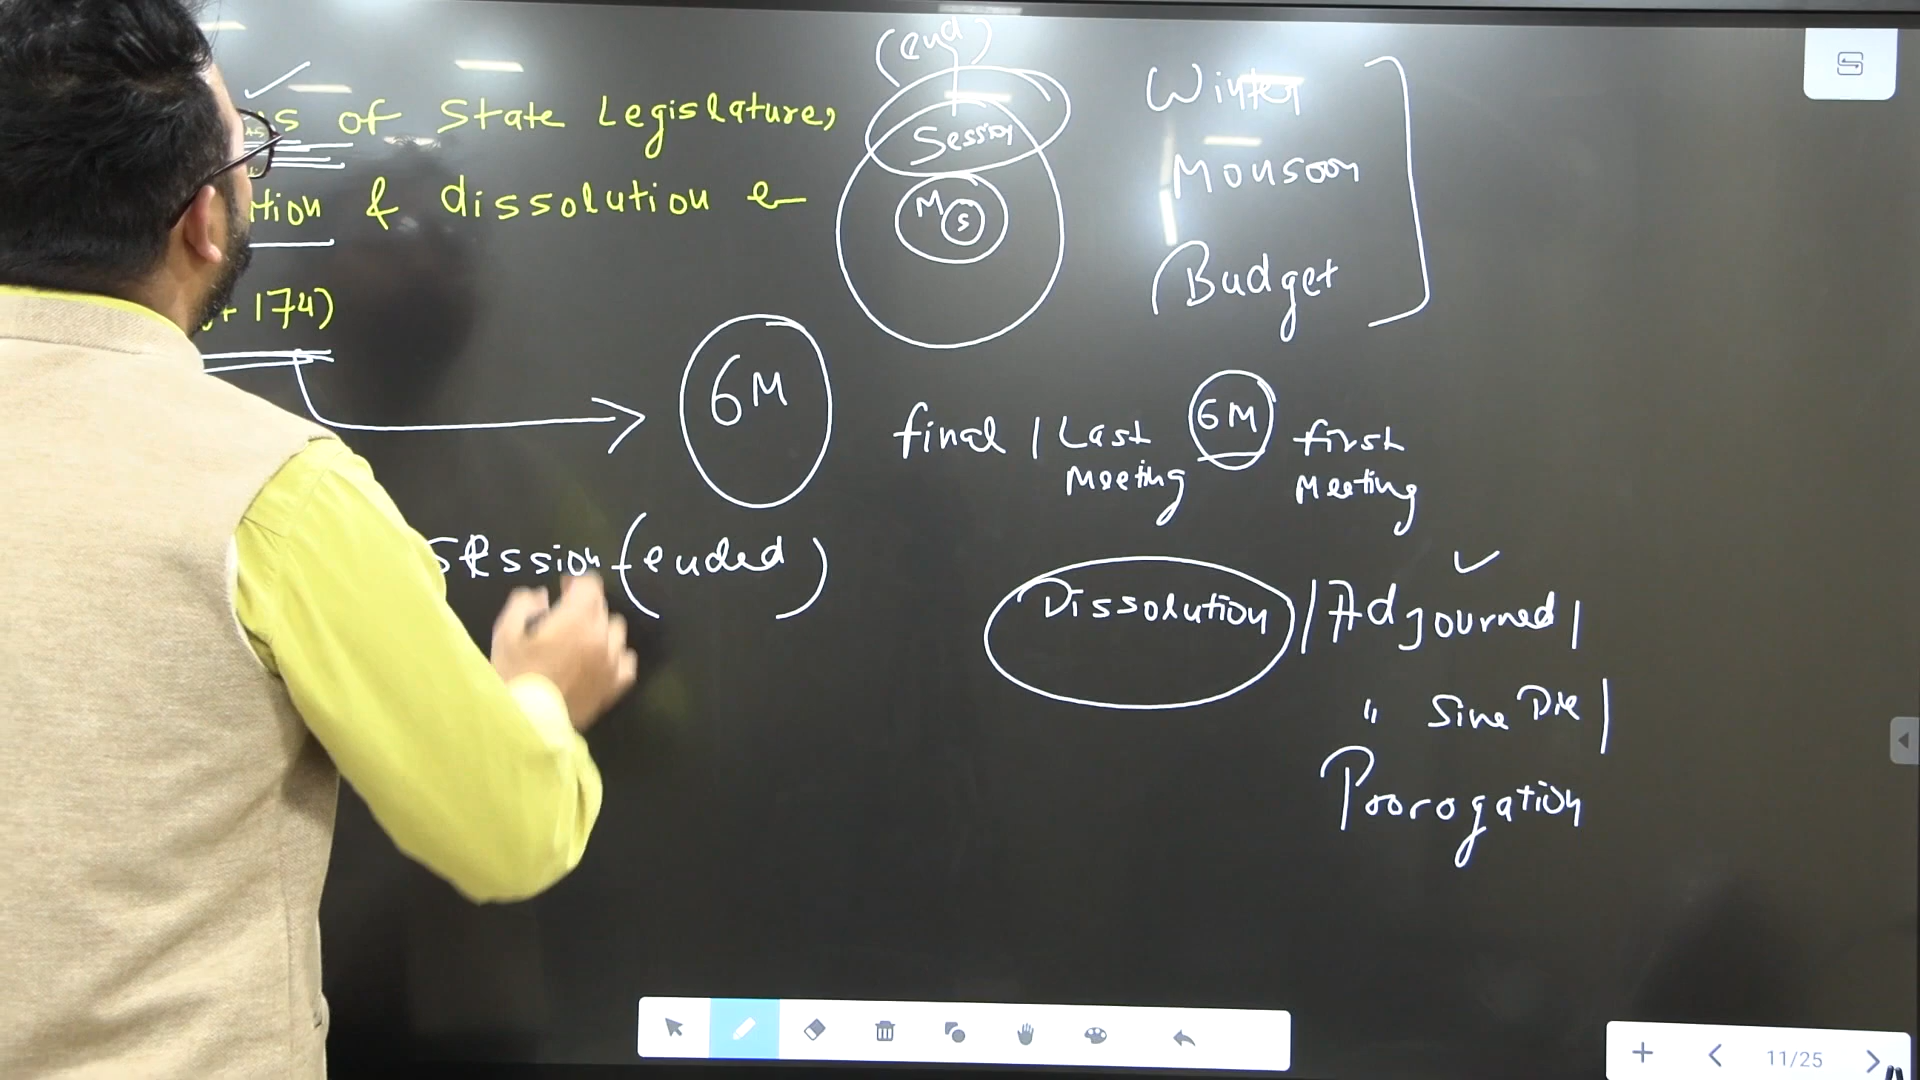 (end)
of State Legislature,
Session
M S
Winter
Monsoon
Budget
& dissolution &
174)
6M
final | Last Meeting 6M first Meeting
Session (ended)
Dissolution | Adjourned |
" Sine Die |
Prorogation
11/25